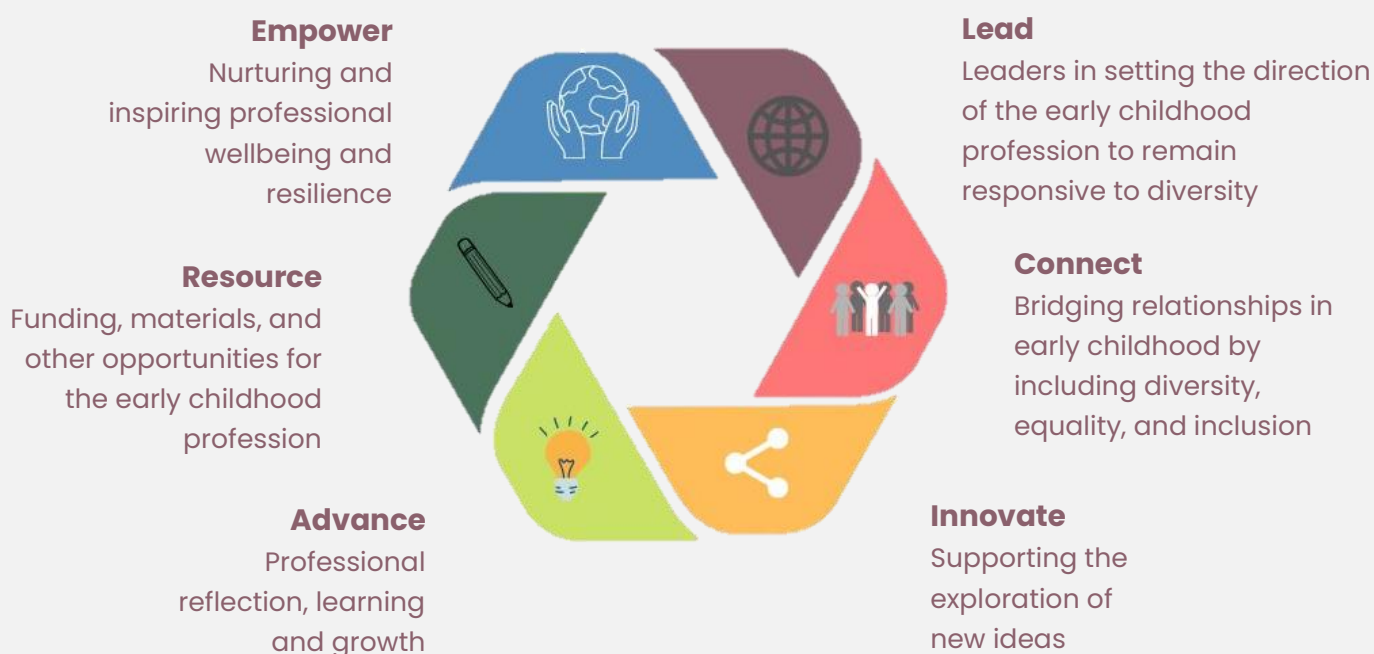 Empower
Nurturing and
inspiring professional
wellbeing and
resilience
Lead
Leaders in setting the direction
of the early childhood
profession to remain
responsive to diversity
Resource
Funding, materials, and
other opportunities for
the early childhood
profession
Connect
Bridging relationships in
early childhood by
including diversity,
equality, and inclusion
Advance
Professional
reflection, learning
and growth
Innovate
Supporting the
exploration of
new ideas